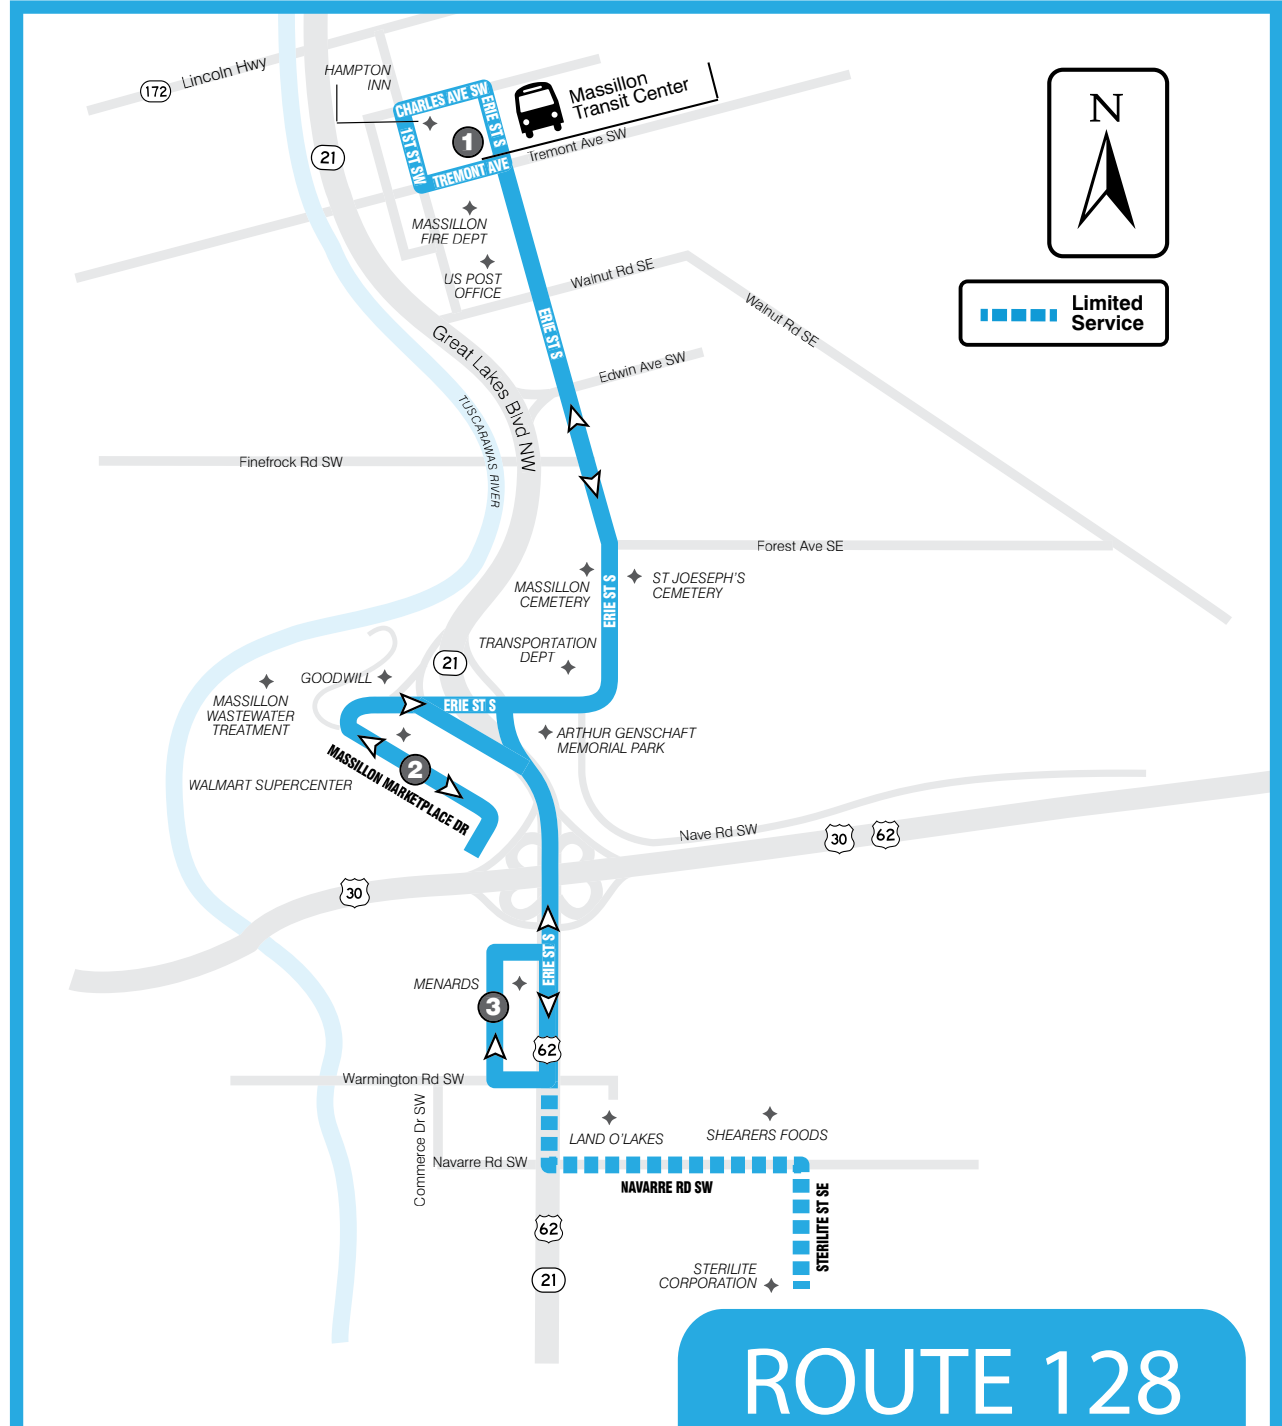 Lincoln Hwy
172
HAMPTON
INN
CHARLES AVE SW
ERIE ST S
1ST ST SW
TREMONT AVE
1
Massillon
Transit Center
Tremont Ave SW
N
Limited
Service
21
MASSILLON
FIRE DEPT
US POST
OFFICE
Walnut Rd SE
Walnut Rd SE
ERIE ST S
Great Lakes Blvd NW
Edwin Ave SW
TUSCARAWAS RIVER
Finefrock Rd SW
Forest Ave SE
MASSILLON
CEMETERY
ERIE ST S
ST JOESEPH'S
CEMETERY
TRANSPORTATION
DEPT
21
GOODWILL
MASSILLON
WASTEWATER
TREATMENT
ERIE ST S
ARTHUR GENSCHAFT
MEMORIAL PARK
2
WALMART SUPERCENTER
MASSILLON MARKETPLACE DR
Nave Rd SW
30
62
30
ERIE ST S
MENARDS
3
62
Warmington Rd SW
Commerce Dr SW
LAND O'LAKES
SHEARERS FOODS
Navarre Rd SW
NAVARRE RD SW
STERILITE ST SE
62
21
STERILITE
CORPORATION
ROUTE 128